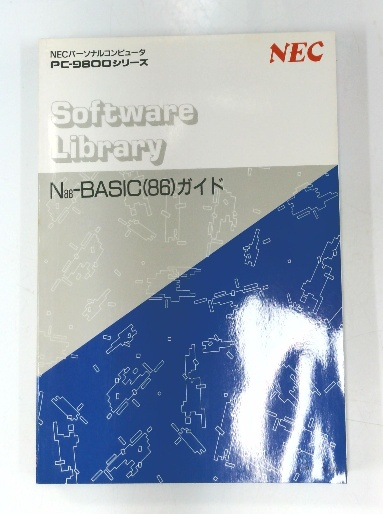 NECパーソナルコンピュータ
PC-9800シリーズ
NEC
Software
Library
N88-BASIC(86)ガイド